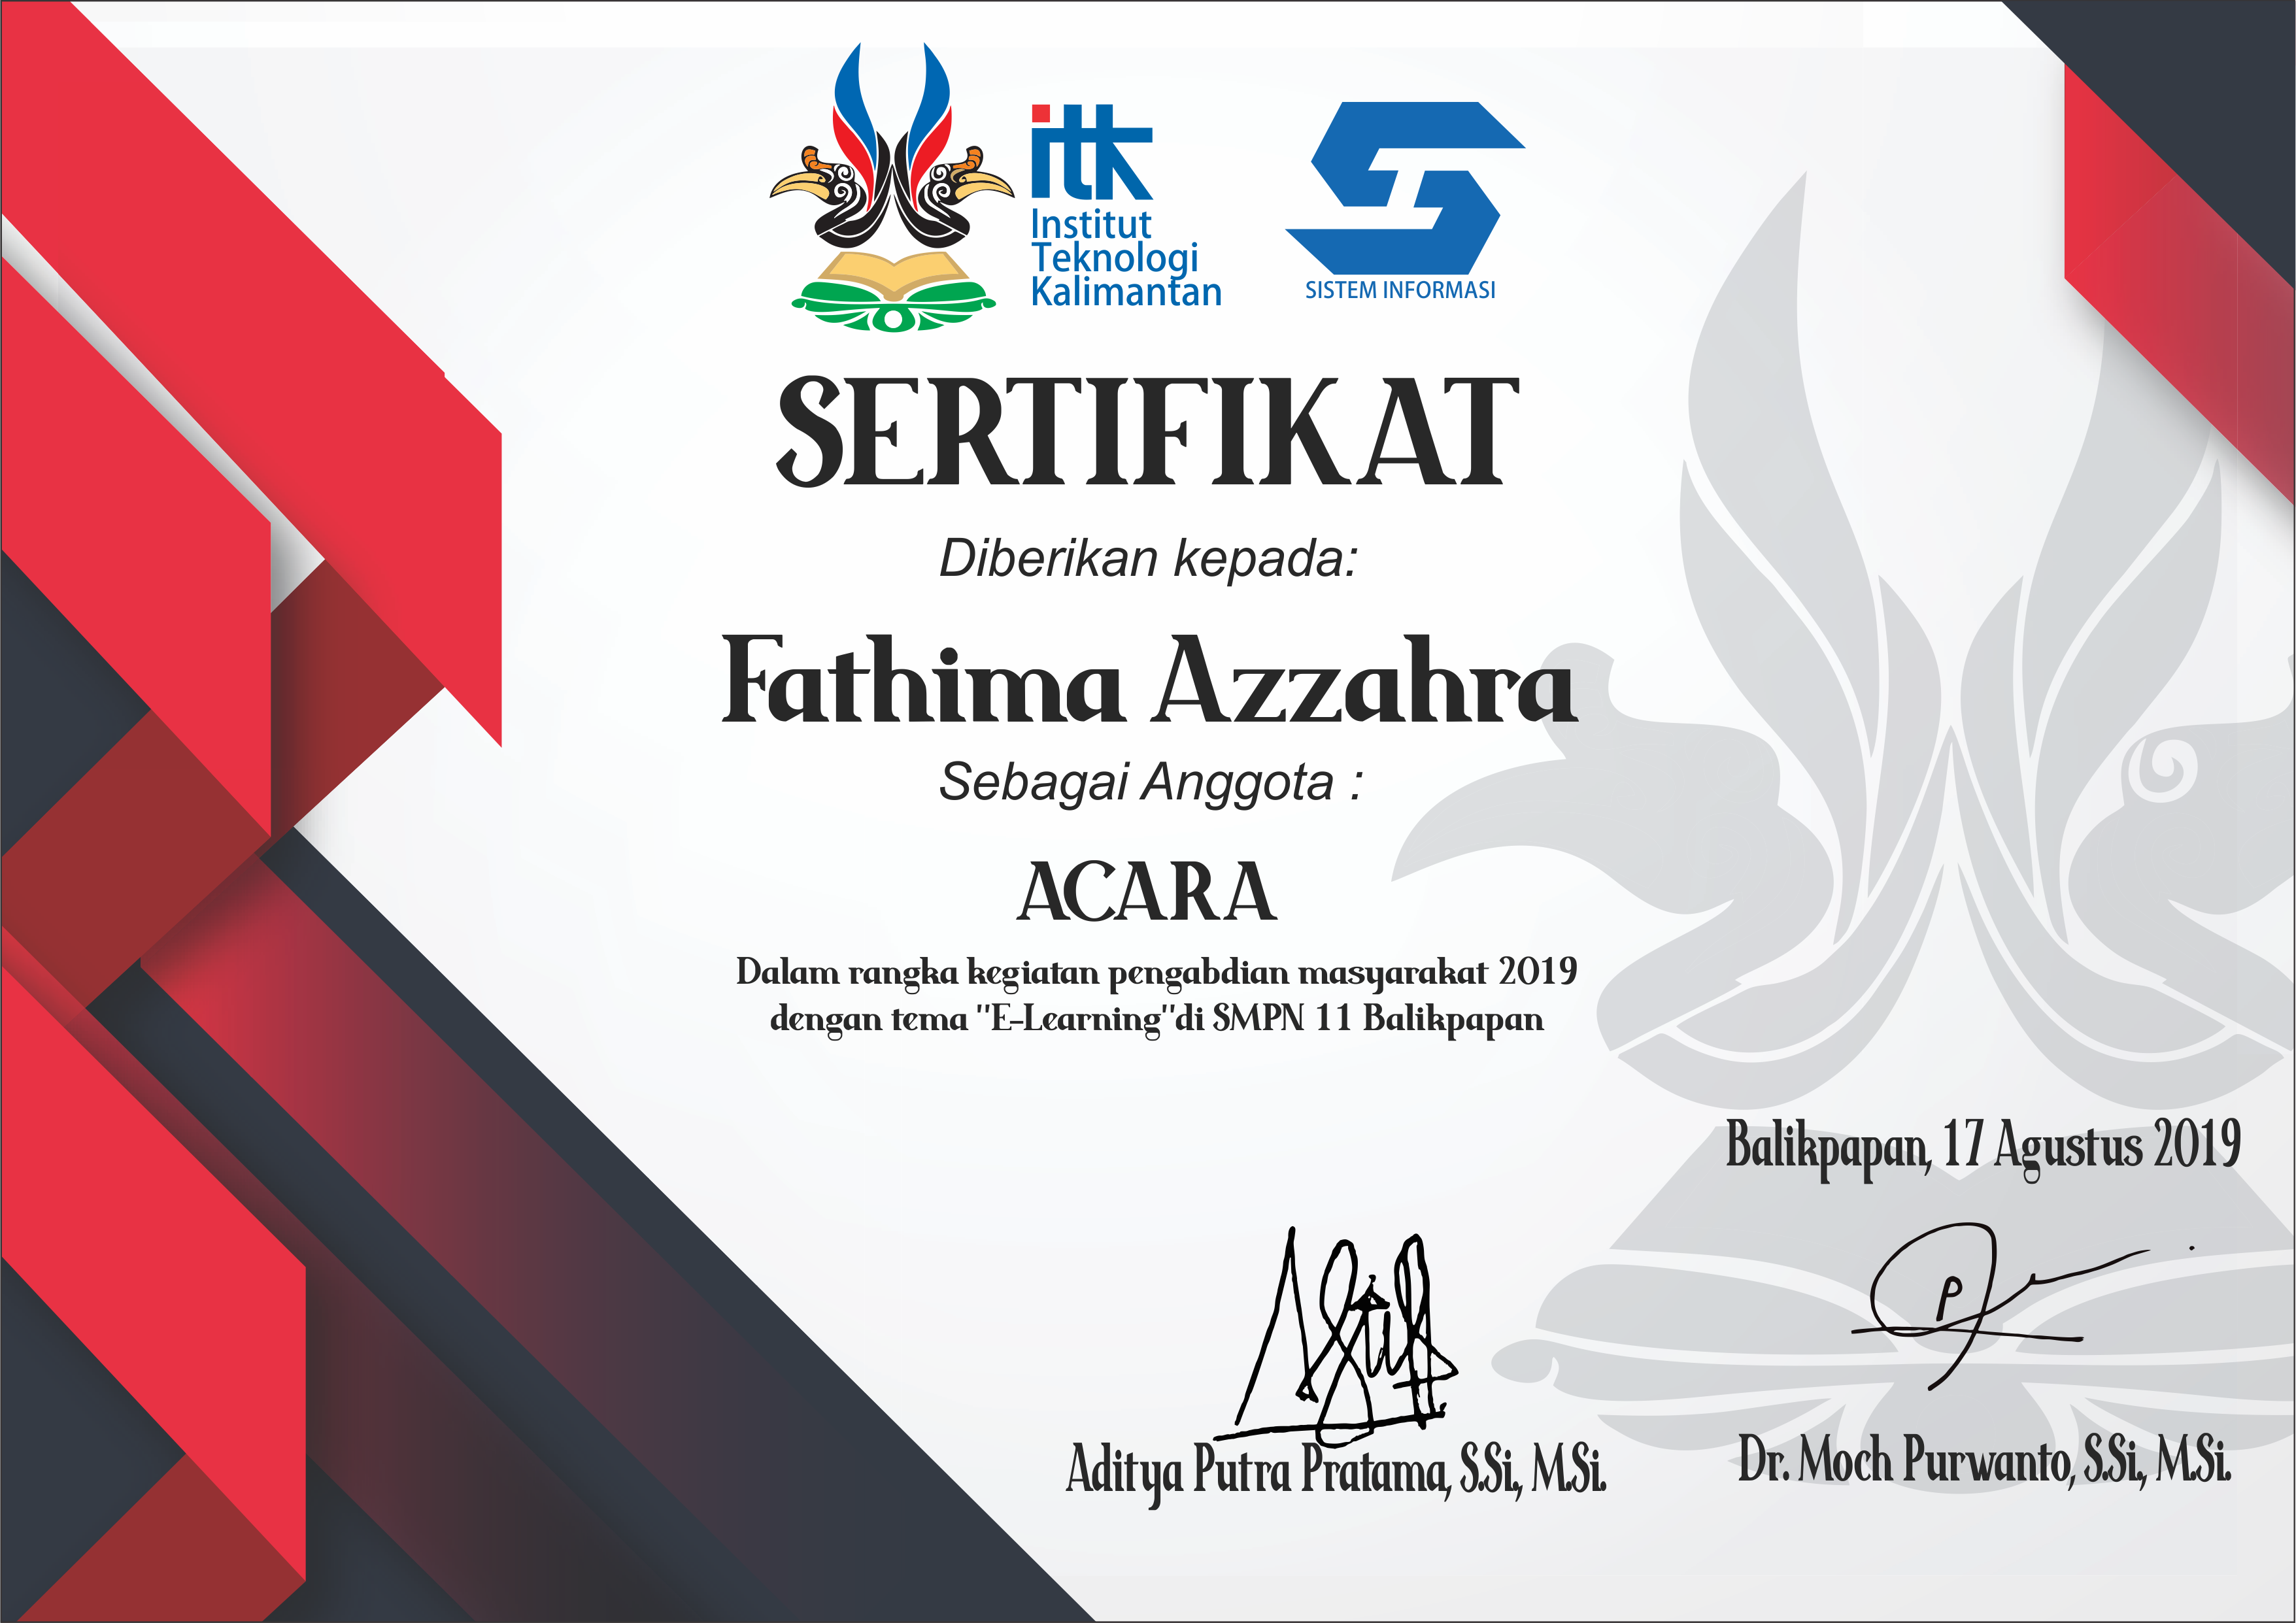 itk
Institut
Teknologi
Kalimantan
SISTEM INFORMASI
SERTIFIKAT
Diberikan kepada:
Fathima Azzahra
Sebagai Anggota :
ACARA
Dalam rangka kegiatan pengabdian masyarakat 2019
dengan tema "E-Learning"di SMPN 11 Balikpapan
Balikpapan, 17 Agustus 2019
Aditya Putra Pratama, S.Si., M.Si.
Dr. Moch Purwanto, S.Si., M.Si.